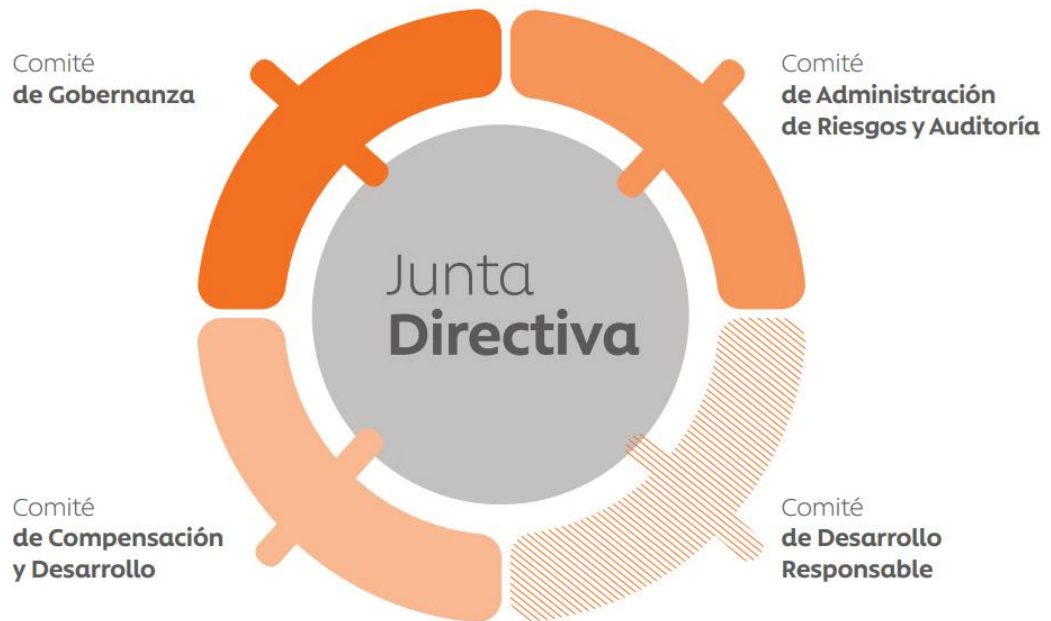 Comité
de Gobernanza
Comité
de Administración
de Riesgos y Auditoría
Junta
Directiva
Comité
de Compensación
y Desarrollo
Comité
de Desarrollo
Responsable